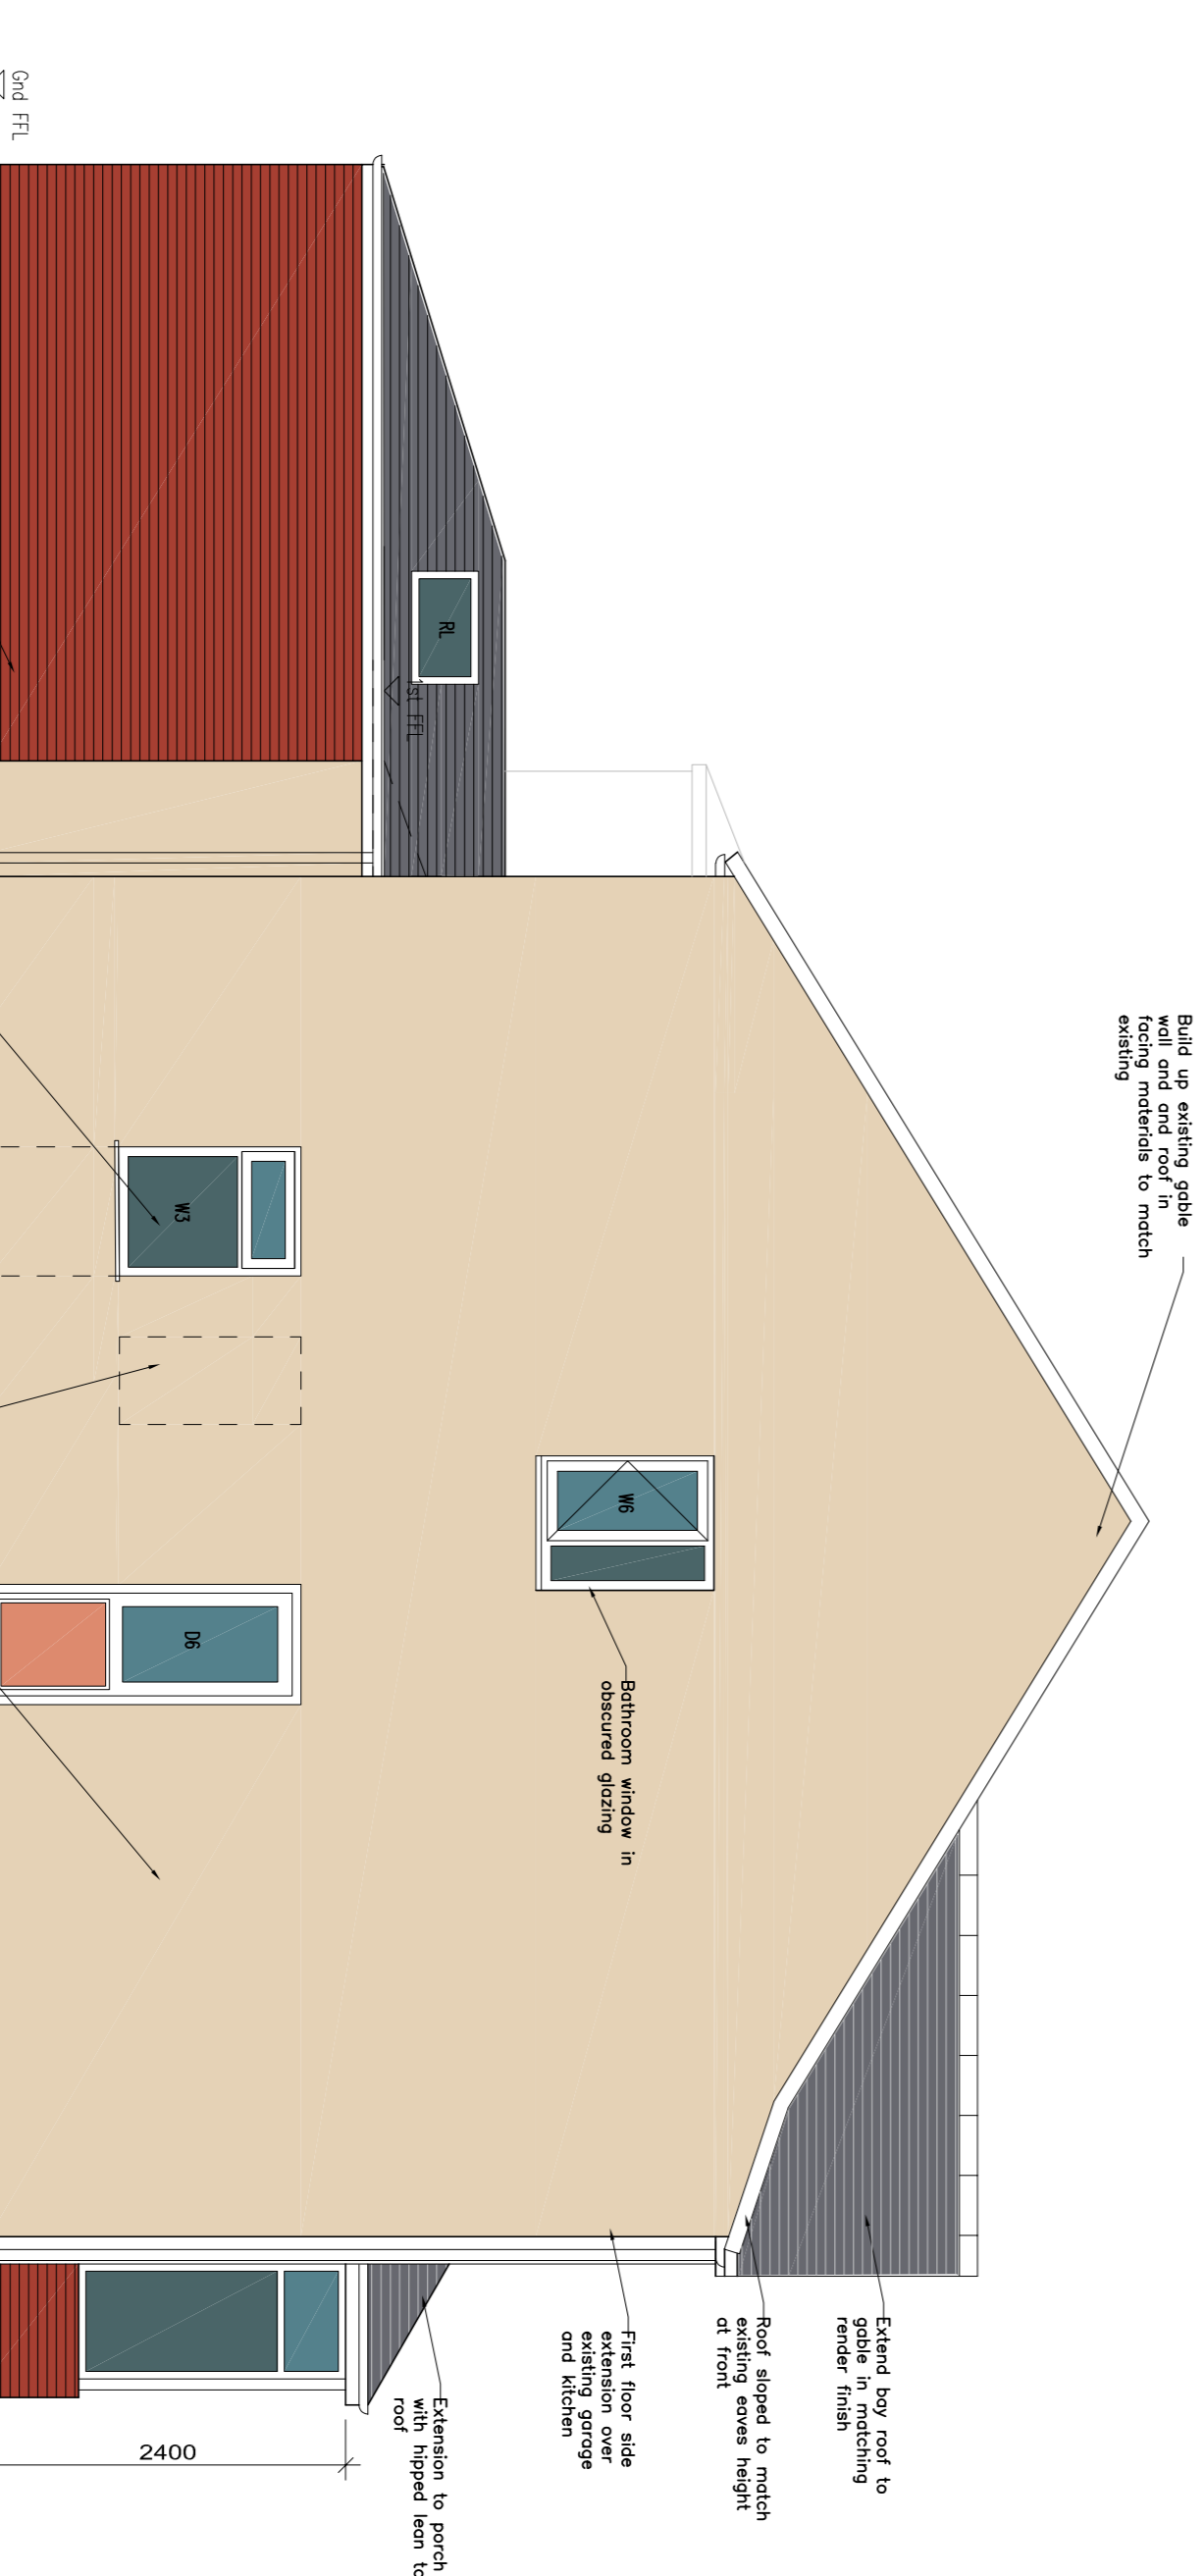 Build up existing gable
wall and and roof in
facing materials to match
existing
Extend bay roof to
gable in matching
render finish
Roof sloped to match
existing eaves height
at front
Bathroom window in
obscured glazing
First floor side
extension over
existing garage
and kitchen
Extension to porch
with hipped lean to
roof
RL
1st FFL
W6
W3
D6
2400
Gnd FFL